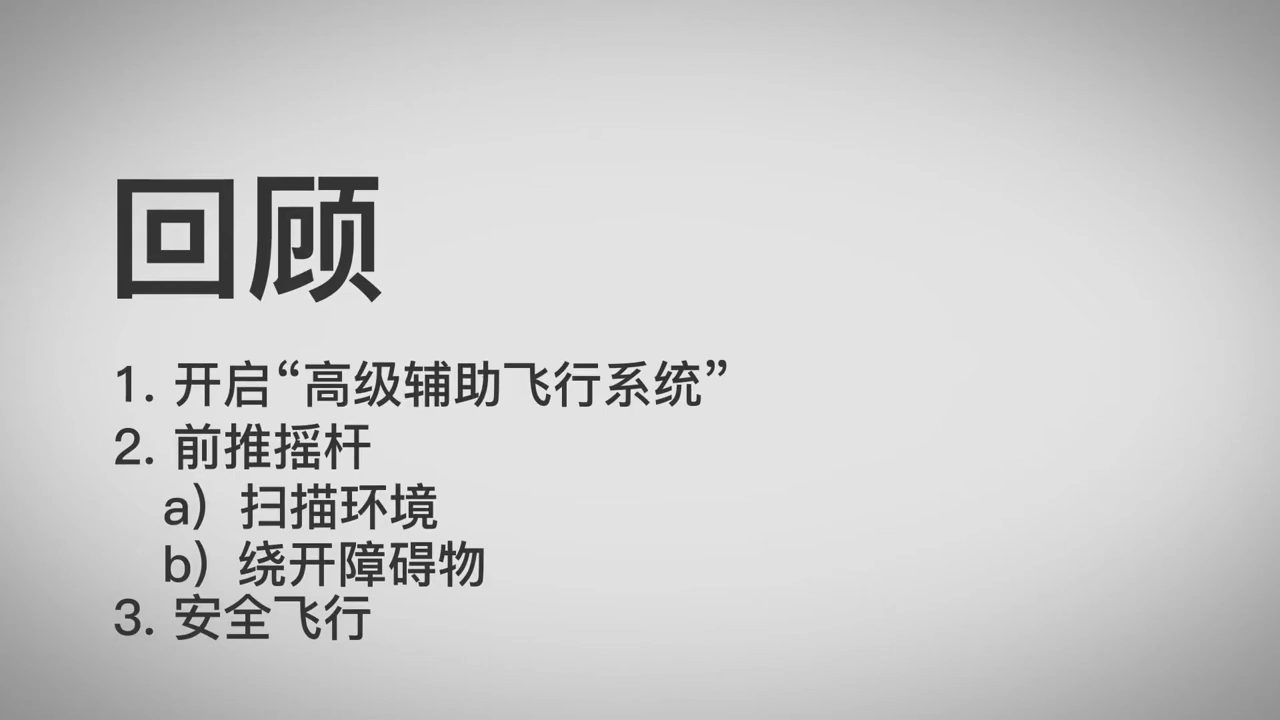 回顾
1. 开启“高级辅助飞行系统”
2. 前推摇杆
a）扫描环境
b）绕开障碍物
3. 安全飞行